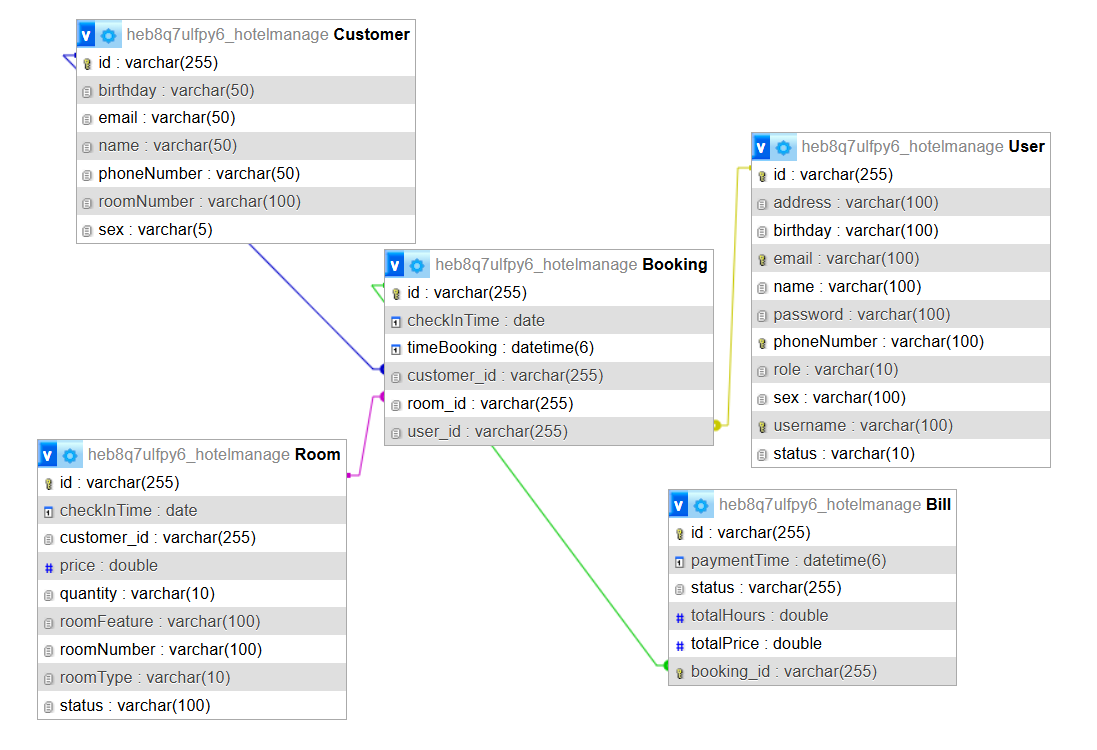 v heb8q7ulfpy6_hotelmanage Customer
id : varchar(255)
birthday : varchar(50)
email : varchar(50)
name : varchar(50)
phoneNumber : varchar(50)
roomNumber : varchar(100)
sex : varchar(5)
v heb8q7ulfpy6_hotelmanage Booking
id : varchar(255)
checkInTime : date
timeBooking : datetime(6)
customer_id : varchar(255)
room_id : varchar(255)
user_id : varchar(255)
v heb8q7ulfpy6_hotelmanage User
id : varchar(255)
address : varchar(100)
birthday : varchar(100)
email : varchar(100)
name : varchar(100)
password : varchar(100)
phoneNumber : varchar(100)
role : varchar(10)
sex : varchar(100)
username : varchar(100)
status : varchar(10)
v heb8q7ulfpy6_hotelmanage Room
id : varchar(255)
checkInTime : date
customer_id : varchar(255)
# price : double
quantity : varchar(10)
roomFeature : varchar(100)
roomNumber : varchar(100)
roomType : varchar(10)
status : varchar(100)
v heb8q7ulfpy6_hotelmanage Bill
id : varchar(255)
paymentTime : datetime(6)
status : varchar(255)
# totalHours : double
# totalPrice : double
booking_id : varchar(255)